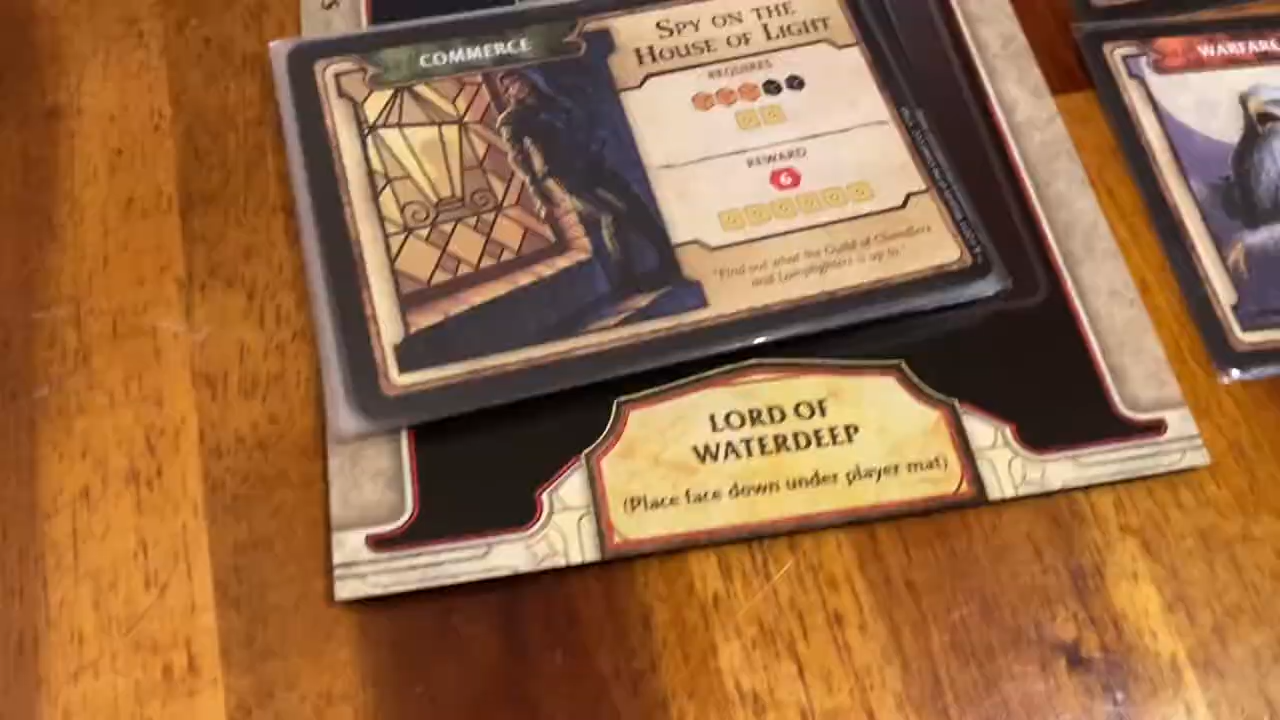 COMMERCE
SPY ON THE
HOUSE OF LIGHT
REQUIRES
REWARD
6
"Find out what the Guild of Chandlers
and Lamplighters is up to."
LORD OF
WATERDEEP
(Place face down under player mat)
WARFARE